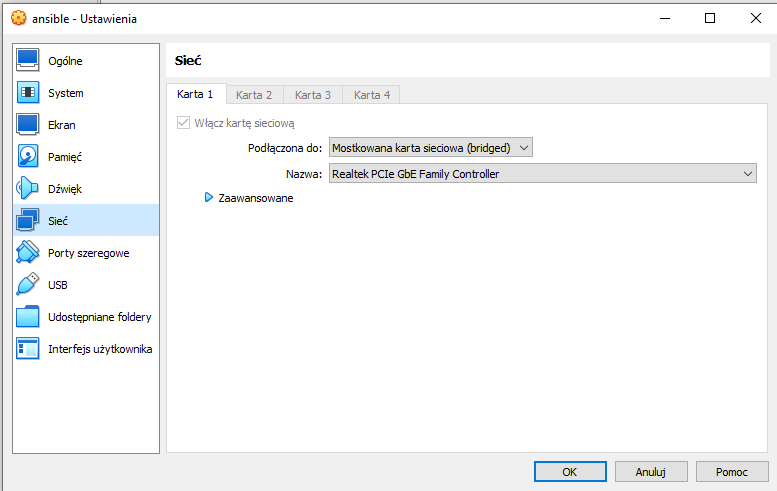 ansible - Ustawienia
Ogólne
System
Ekran
Pamięć
Dźwięk
Sieć
Porty szeregowe
USB
Udostępniane foldery
Interfejs użytkownika
Sieć
Karta 1 Karta 2 Karta 3 Karta 4
Włącz kartę sieciową
Podłączona do: Mostkowana karta sieciowa (bridged)
Nazwa: Realtek PCIe GbE Family Controller
Zaawansowane
OK Anuluj Pomoc